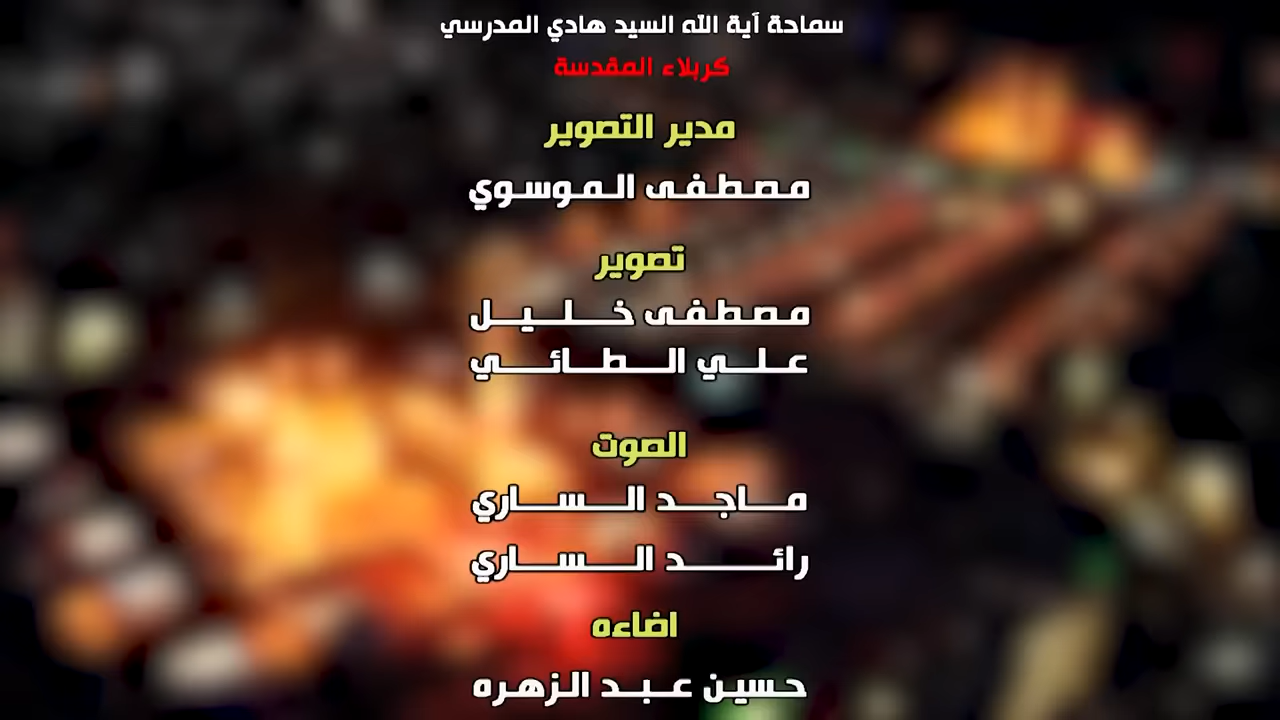 سماحة آية الله السيد هادي المدرسي
كربلاء المقدسة
مدير التصوير
مصطفى الموسوي
تصوير
مصطفى خليل
علي الطائي
الصوت
ماجد الساري
رائد الساري
اضاءه
حسين عبد الزهره